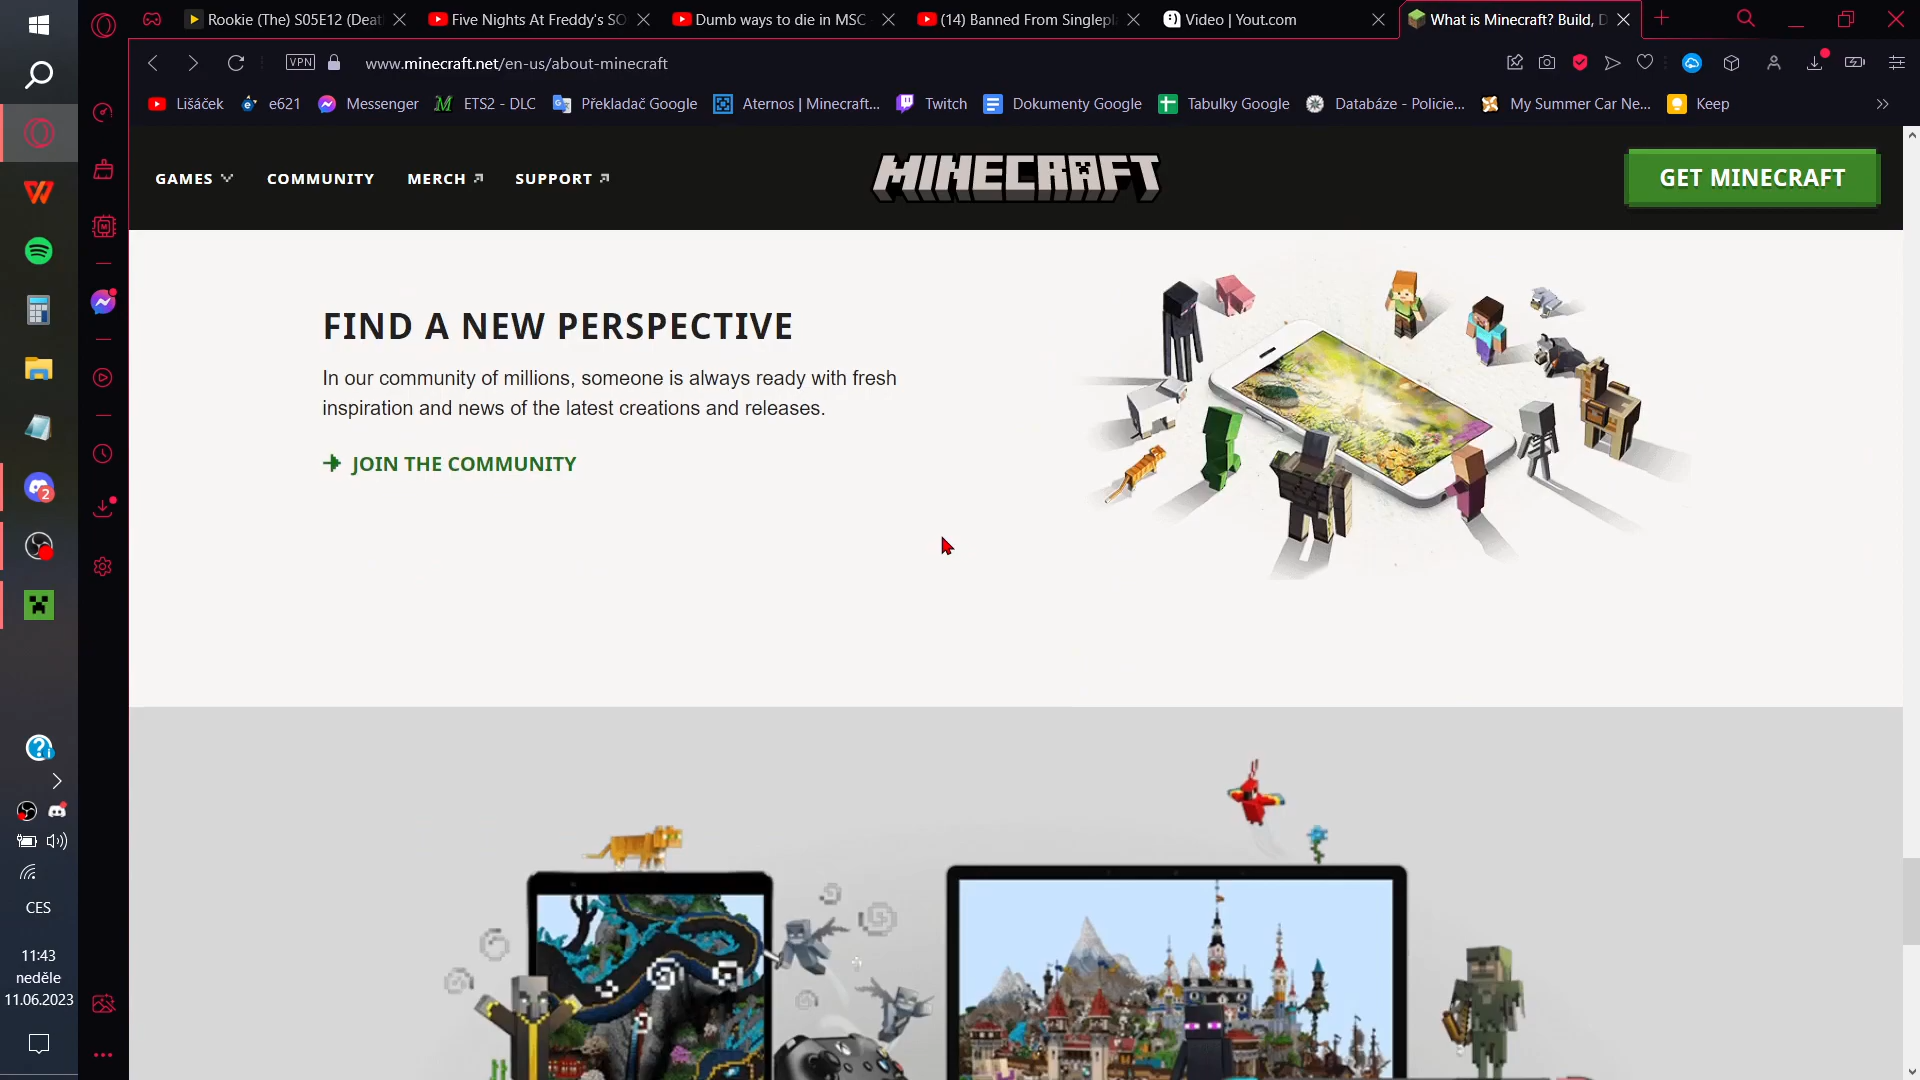 Rookie (The) S05E12 (Deat
Five Nights At Freddy's SO
Dumb ways to die in MSC
(14) Banned From Singlepl
Video | Yout.com
What is Minecraft? Build, D
VPN
www.minecraft.net/en-us/about-minecraft
Lišáček
e621
Messenger
ETS2 - DLC
Překladač Google
Aternos | Minecraft...
Twitch
Dokumenty Google
Tabulky Google
Databáze - Policie...
My Summer Car Ne...
Keep
GAMES
COMMUNITY
MERCH
SUPPORT
MINECRAFT
GET MINECRAFT
FIND A NEW PERSPECTIVE
In our community of millions, someone is always ready with fresh
inspiration and news of the latest creations and releases.
JOIN THE COMMUNITY
2
CES
11:43
neděle
11.06.2023